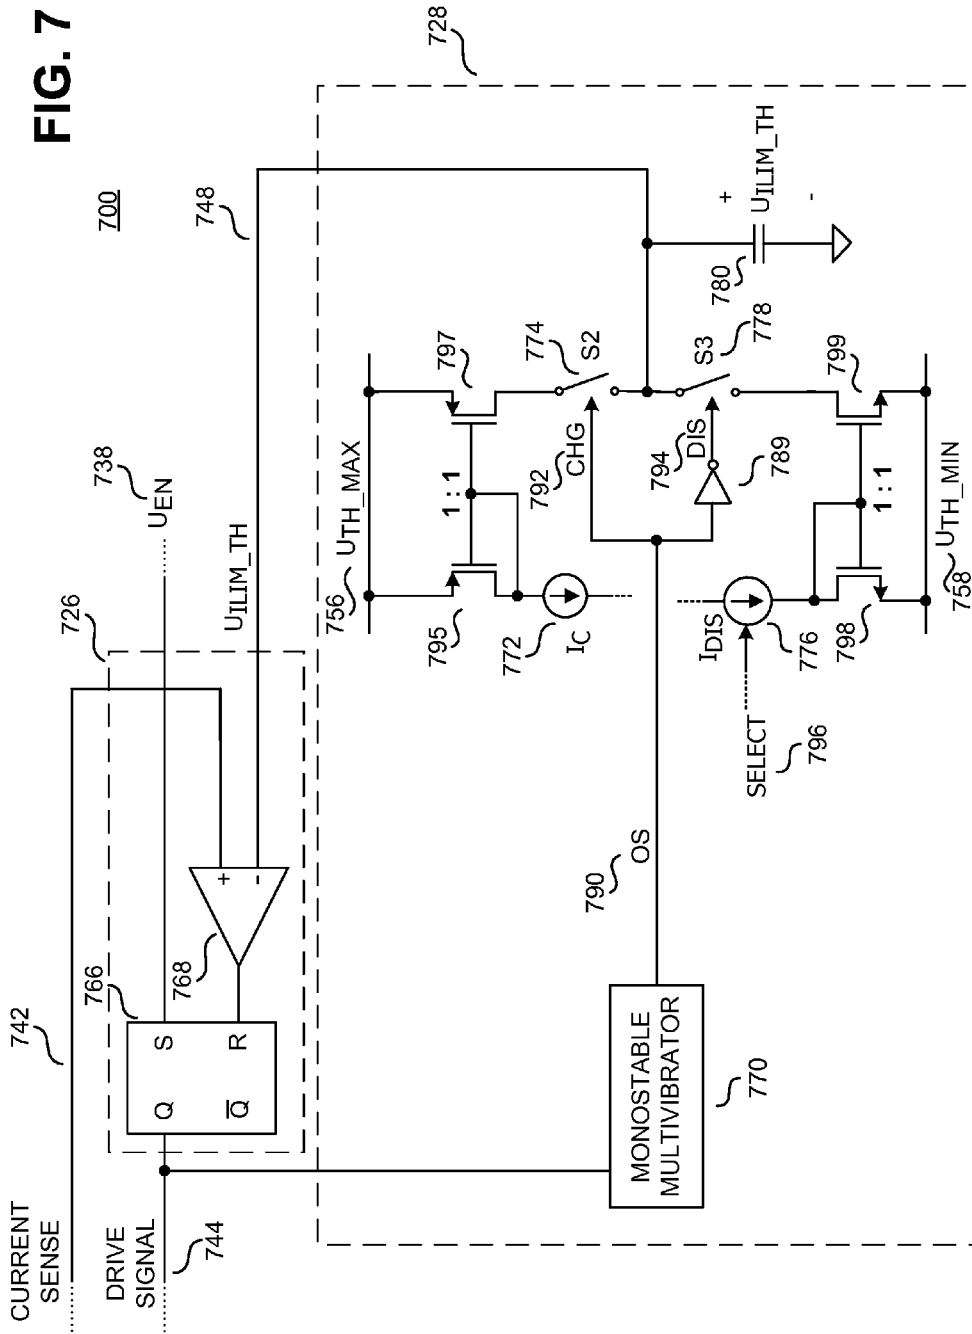 FIG. 7
700
CURRENT
SENSE
742
DRIVE
SIGNAL
744
766
Q
S
Q̅
R
768
+
-
726
UEN
738
UILIM_TH
748
728
MONOSTABLE
MULTIVIBRATOR
770
790
OS
UTH_MAX
756
795
1 : 1
797
772
IC
792
CHG
774
S2
794
DIS
S3
778
789
780
+
UILIM_TH
-
SELECT
796
IDIS
776
798
1 : 1
799
UTH_MIN
758